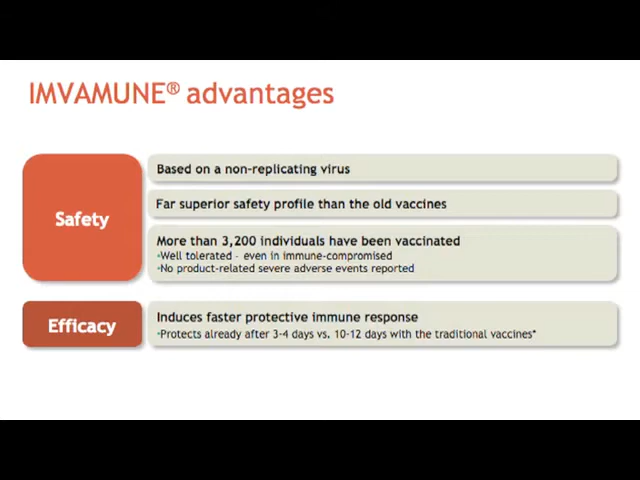 IMVAMUNE® advantages
Safety
Based on a non-replicating virus
Far superior safety profile than the old vaccines
More than 3,200 individuals have been vaccinated
•Well tolerated - even in immune-compromised
•No product-related severe adverse events reported
Efficacy
Induces faster protective immune response
•Protects already after 3-4 days vs. 10-12 days with the traditional vaccines*